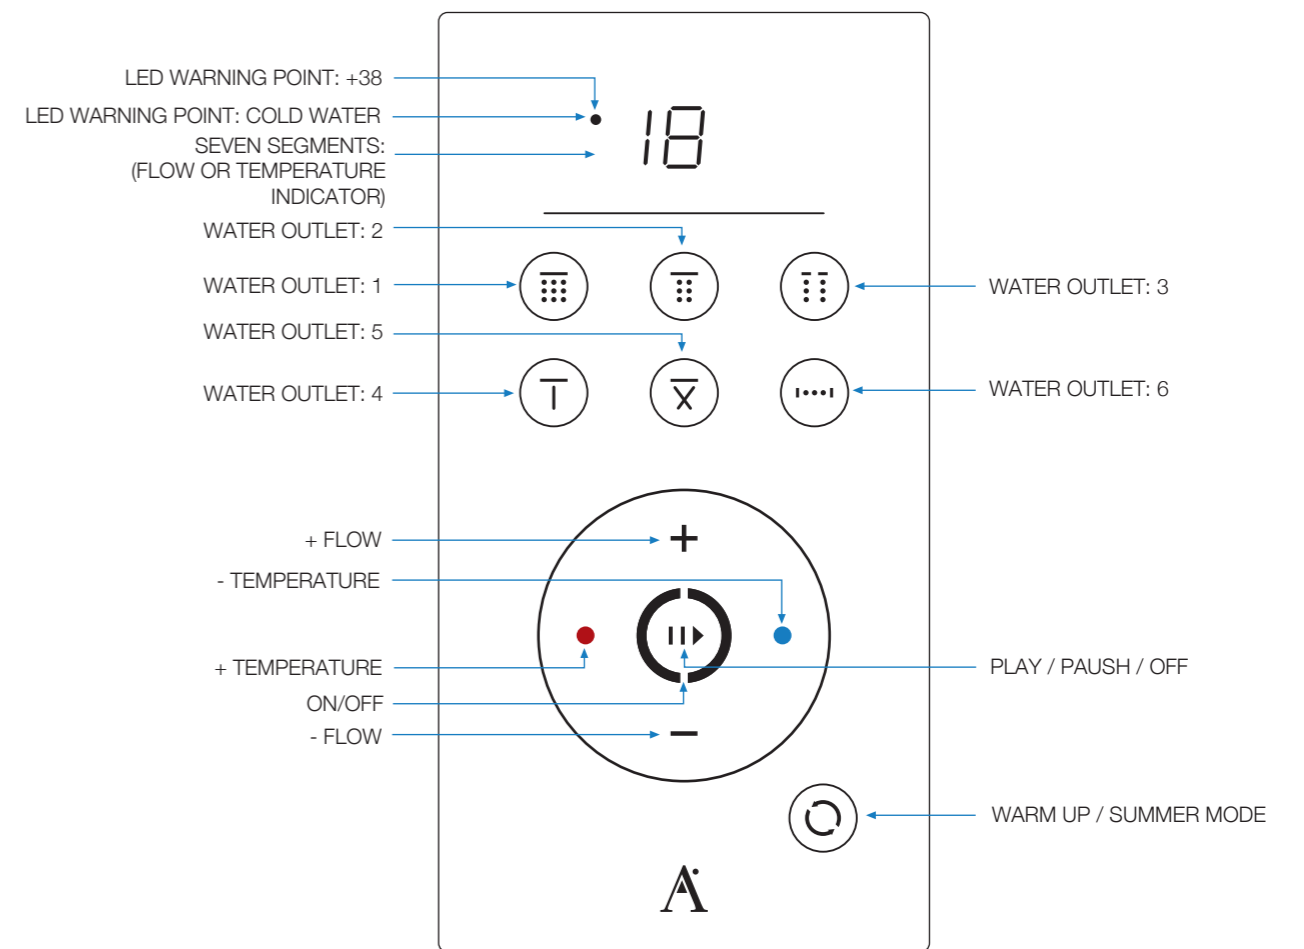 LED WARNING POINT: +38
LED WARNING POINT: COLD WATER
SEVEN SEGMENTS:
(FLOW OR TEMPERATURE
INDICATOR)
18
WATER OUTLET: 2
WATER OUTLET: 1
WATER OUTLET: 3
WATER OUTLET: 5
WATER OUTLET: 4
WATER OUTLET: 6
+ FLOW
- TEMPERATURE
+ TEMPERATURE
PLAY / PAUSH / OFF
ON/OFF
- FLOW
WARM UP / SUMMER MODE
A